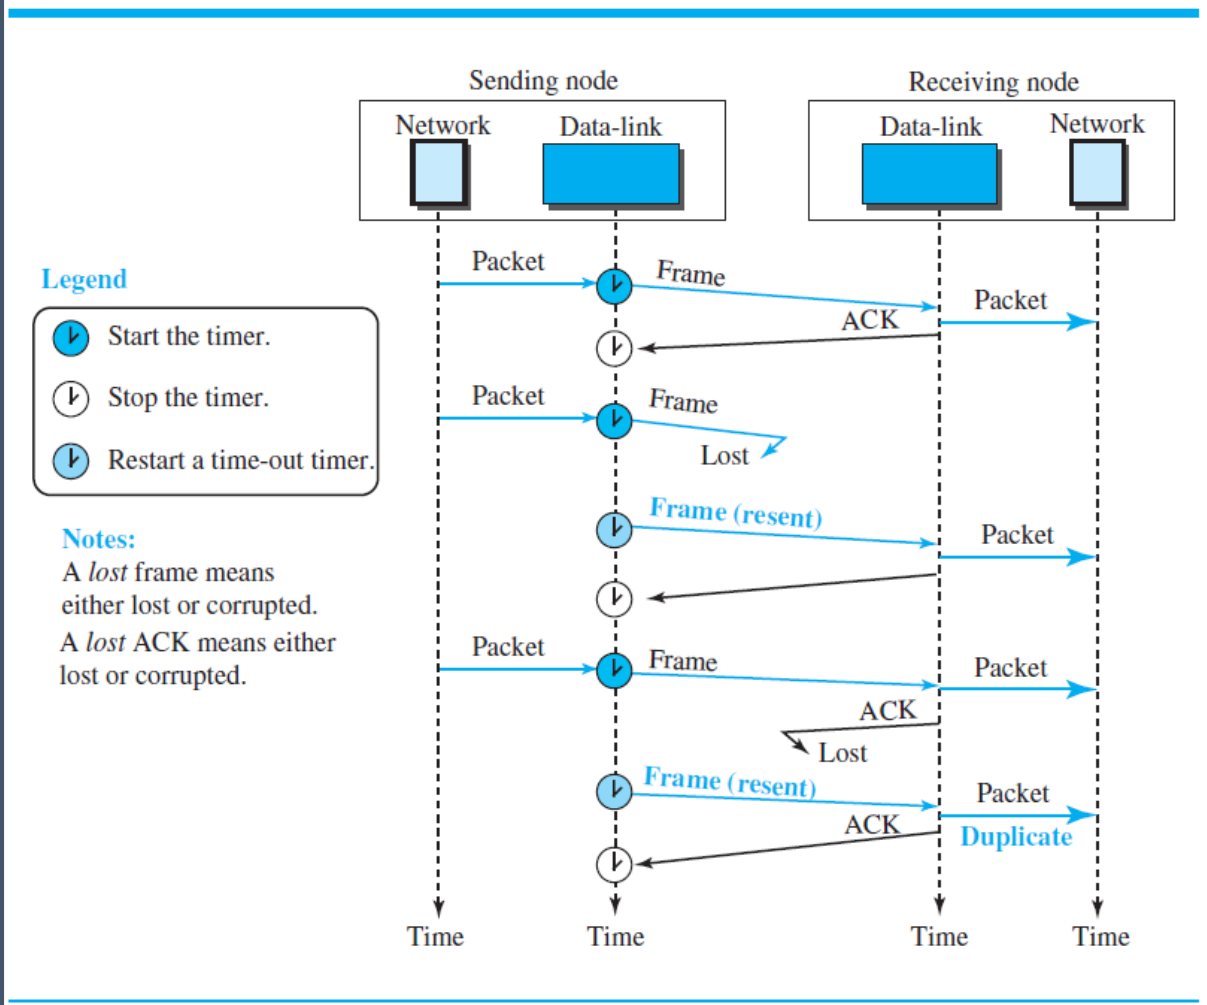 Sending node
Receiving node
Network
Data-link
Data-link
Network
Packet
Frame
Packet
ACK
Legend
Start the timer.
Stop the timer.
Restart a time-out timer.
Packet
Frame
Lost
Frame (resent)
Packet
Notes:
A lost frame means
either lost or corrupted.
A lost ACK means either
lost or corrupted.
Packet
Frame
Packet
ACK
Lost
Frame (resent)
Packet
ACK
Duplicate
Time
Time
Time
Time